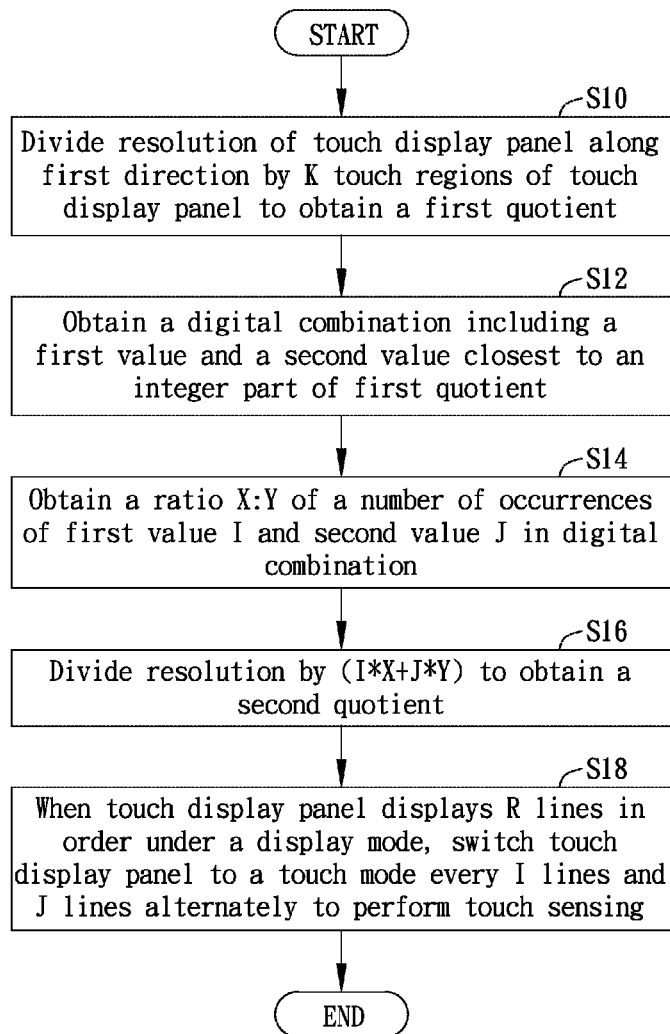 START
S10
Divide resolution of touch display panel along
first direction by K touch regions of touch
display panel to obtain a first quotient
S12
Obtain a digital combination including a
first value and a second value closest to an
integer part of first quotient
S14
Obtain a ratio X:Y of a number of occurrences
of first value I and second value J in digital
combination
S16
Divide resolution by (I*X+J*Y) to obtain a
second quotient
S18
When touch display panel displays R lines in
order under a display mode, switch touch
display panel to a touch mode every I lines and
J lines alternately to perform touch sensing
END